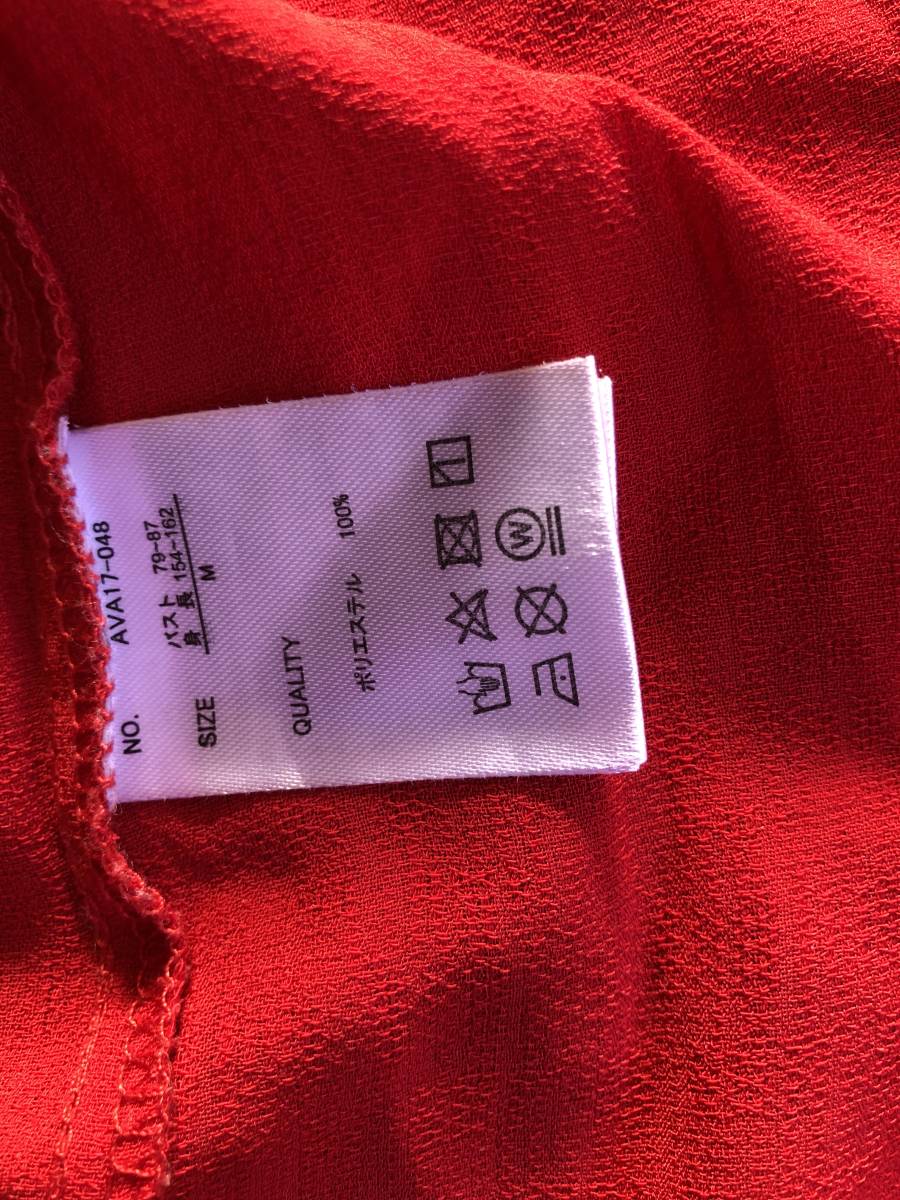 NO. AVA17-048
SIZE バスト 79-87
身長 154-162
M
QUALITY
ポリエステル 100%
W